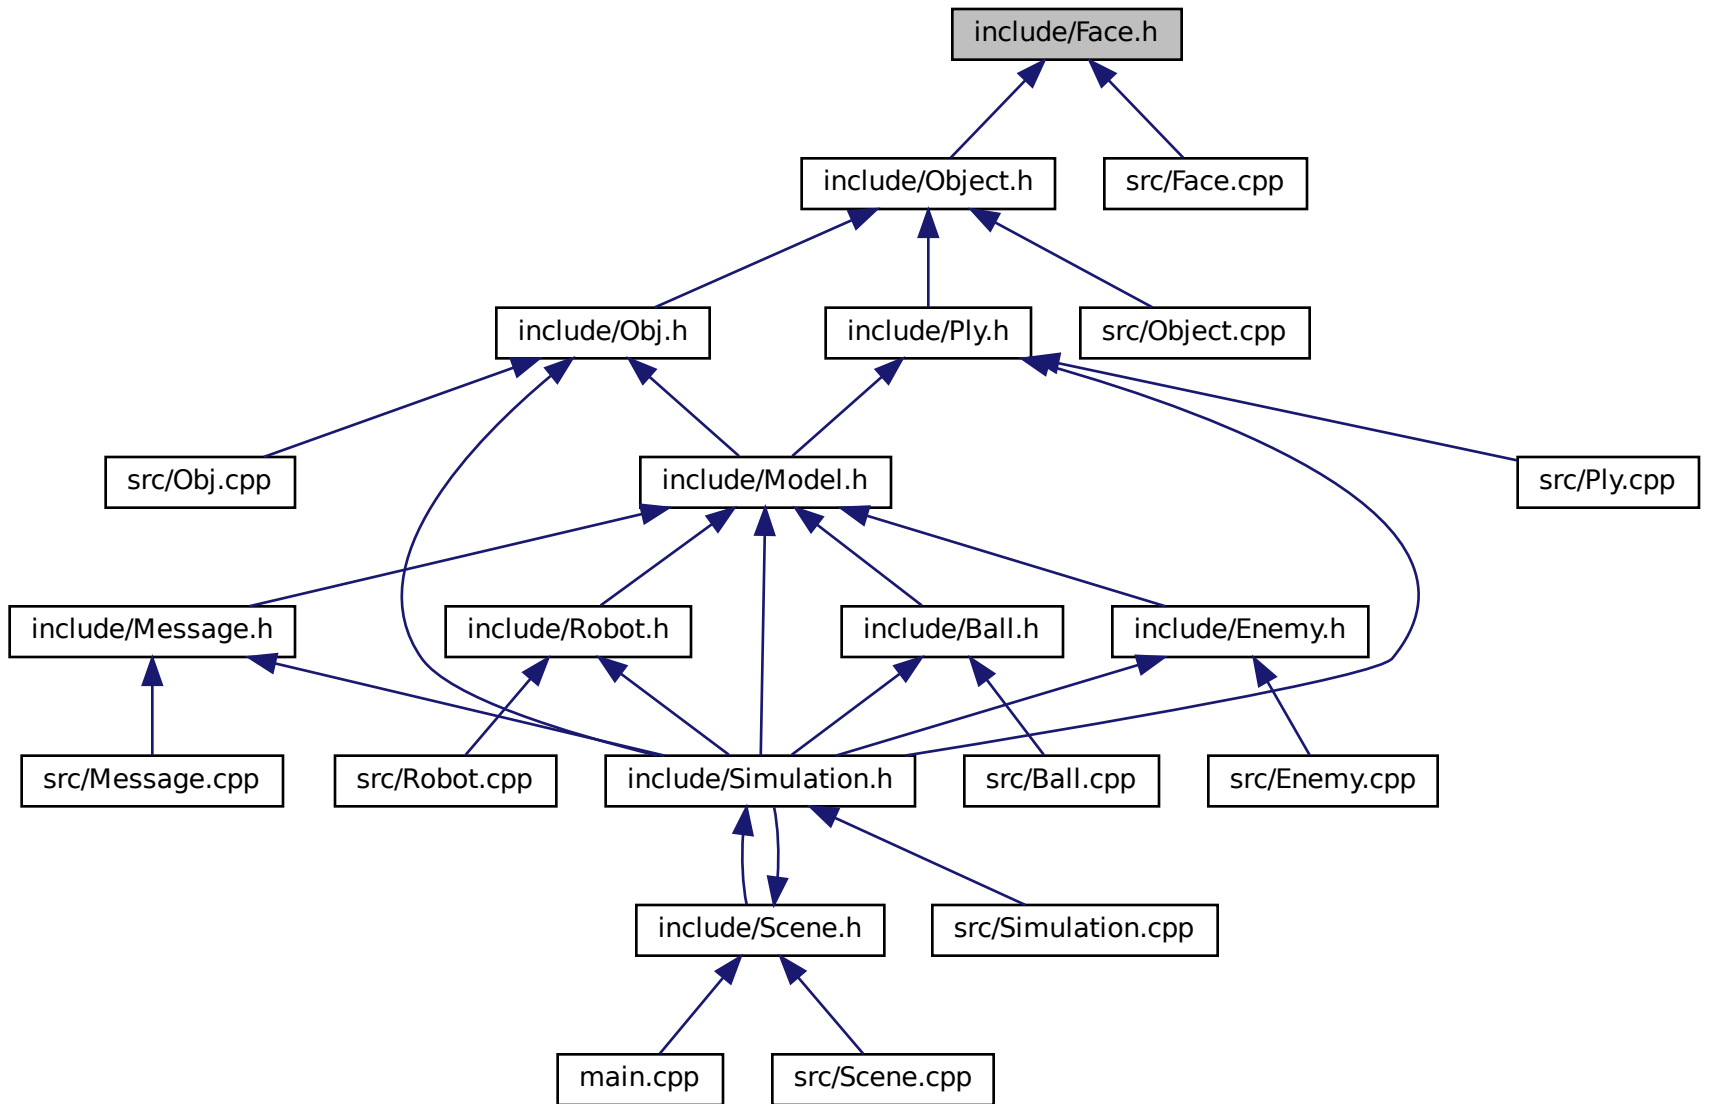 include/Face.h
include/Object.h
src/Face.cpp
include/Obj.h
include/Ply.h
src/Object.cpp
src/Obj.cpp
include/Model.h
src/Ply.cpp
include/Message.h
include/Robot.h
include/Ball.h
include/Enemy.h
src/Message.cpp
src/Robot.cpp
include/Simulation.h
src/Ball.cpp
src/Enemy.cpp
include/Scene.h
src/Simulation.cpp
main.cpp
src/Scene.cpp